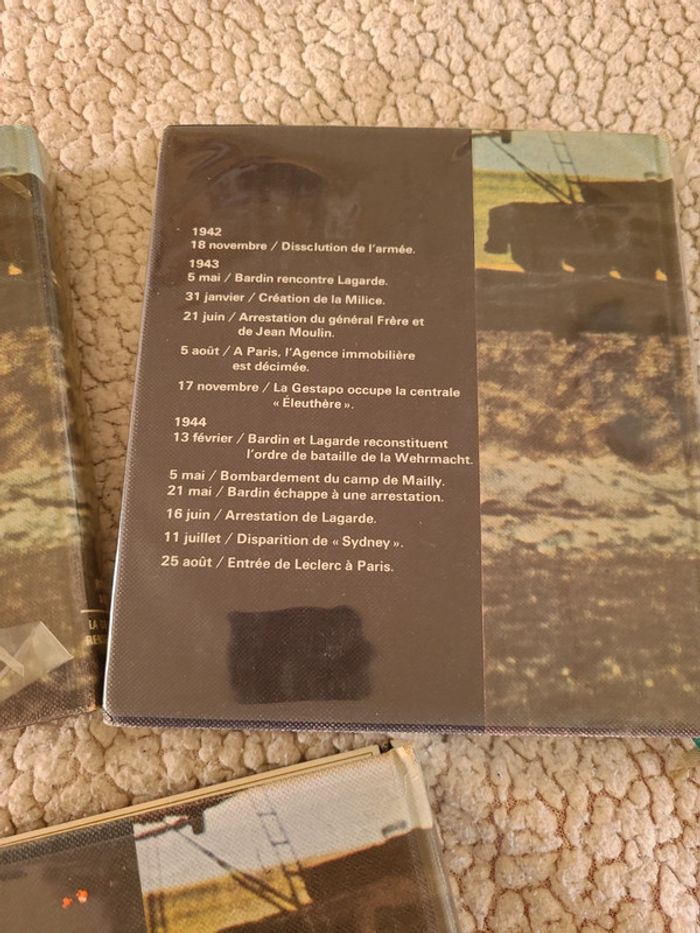 1942
18 novembre / Dissclution de l'armée.
1943
5 mai / Bardin rencontre Lagarde.
31 janvier / Création de la Milice.
21 juin / Arrestation du général Frère et
de Jean Moulin.
5 août / A Paris, l'Agence immobilière
est décimée.
17 novembre / La Gestapo occupe la centrale
« Éleuthère ».
1944
13 février / Bardin et Lagarde reconstituent
l'ordre de bataille de la Wehrmacht.
5 mai / Bombardement du camp de Mailly.
21 mai / Bardin échappe à une arrestation.
16 juin / Arrestation de Lagarde.
11 juillet / Disparition de « Sydney ».
25 août / Entrée de Leclerc à Paris.